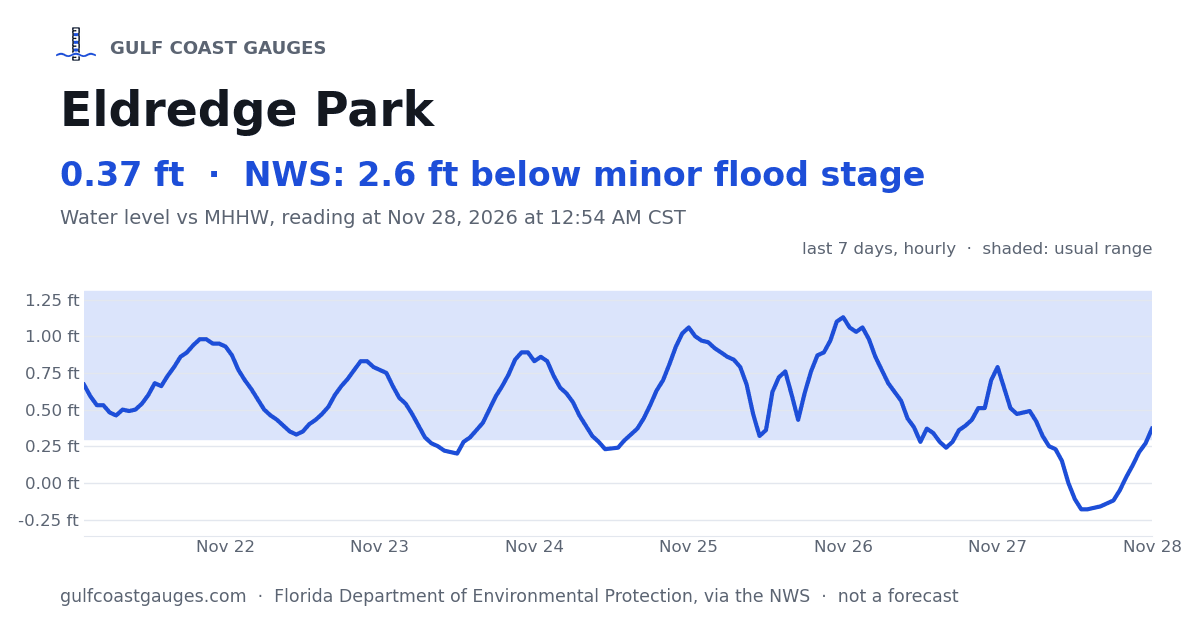 GULF COAST GAUGES
Eldredge Park
0.37 ft · NWS: 2.6 ft below minor flood stage
Water level vs MHHW, reading at Nov 28, 2026 at 12:54 AM CST
last 7 days, hourly · shaded: usual range
1.25 ft
1.00 ft
0.75 ft
0.50 ft
0.25 ft
0.00 ft
-0.25 ft
Nov 22 Nov 23 Nov 24 Nov 25 Nov 26 Nov 27 Nov 28
gulfcoastgauges.com · Florida Department of Environmental Protection, via the NWS · not a forecast